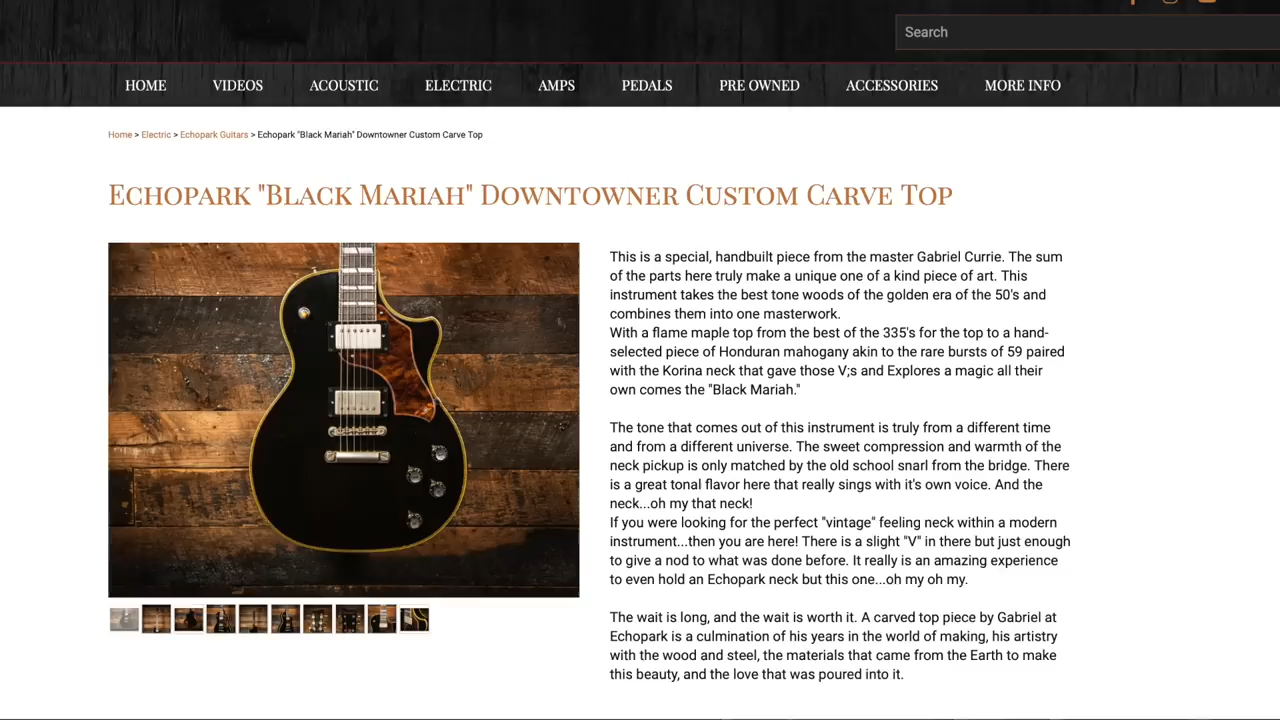 Search
HOME VIDEOS ACOUSTIC ELECTRIC AMPS PEDALS PRE OWNED ACCESSORIES MORE INFO
Home > Electric > Echopark Guitars > Echopark "Black Mariah" Downtowner Custom Carve Top
Echopark "Black Mariah" Downtowner Custom Carve Top
This is a special, handbuilt piece from the master Gabriel Currie. The sum
of the parts here truly make a unique one of a kind piece of art. This
instrument takes the best tone woods of the golden era of the 50's and
combines them into one masterwork.
With a flame maple top from the best of the 335's for the top to a hand-
selected piece of Honduran mahogany akin to the rare bursts of 59 paired
with the Korina neck that gave those V;s and Explores a magic all their
own comes the "Black Mariah."
The tone that comes out of this instrument is truly from a different time
and from a different universe. The sweet compression and warmth of the
neck pickup is only matched by the old school snarl from the bridge. There
is a great tonal flavor here that really sings with it's own voice. And the
neck...oh my that neck!
If you were looking for the perfect "vintage" feeling neck within a modern
instrument...then you are here! There is a slight "V" in there but just enough
to give a nod to what was done before. It really is an amazing experience
to even hold an Echopark neck but this one...oh my oh my.
The wait is long, and the wait is worth it. A carved top piece by Gabriel at
Echopark is a culmination of his years in the world of making, his artistry
with the wood and steel, the materials that came from the Earth to make
this beauty, and the love that was poured into it.